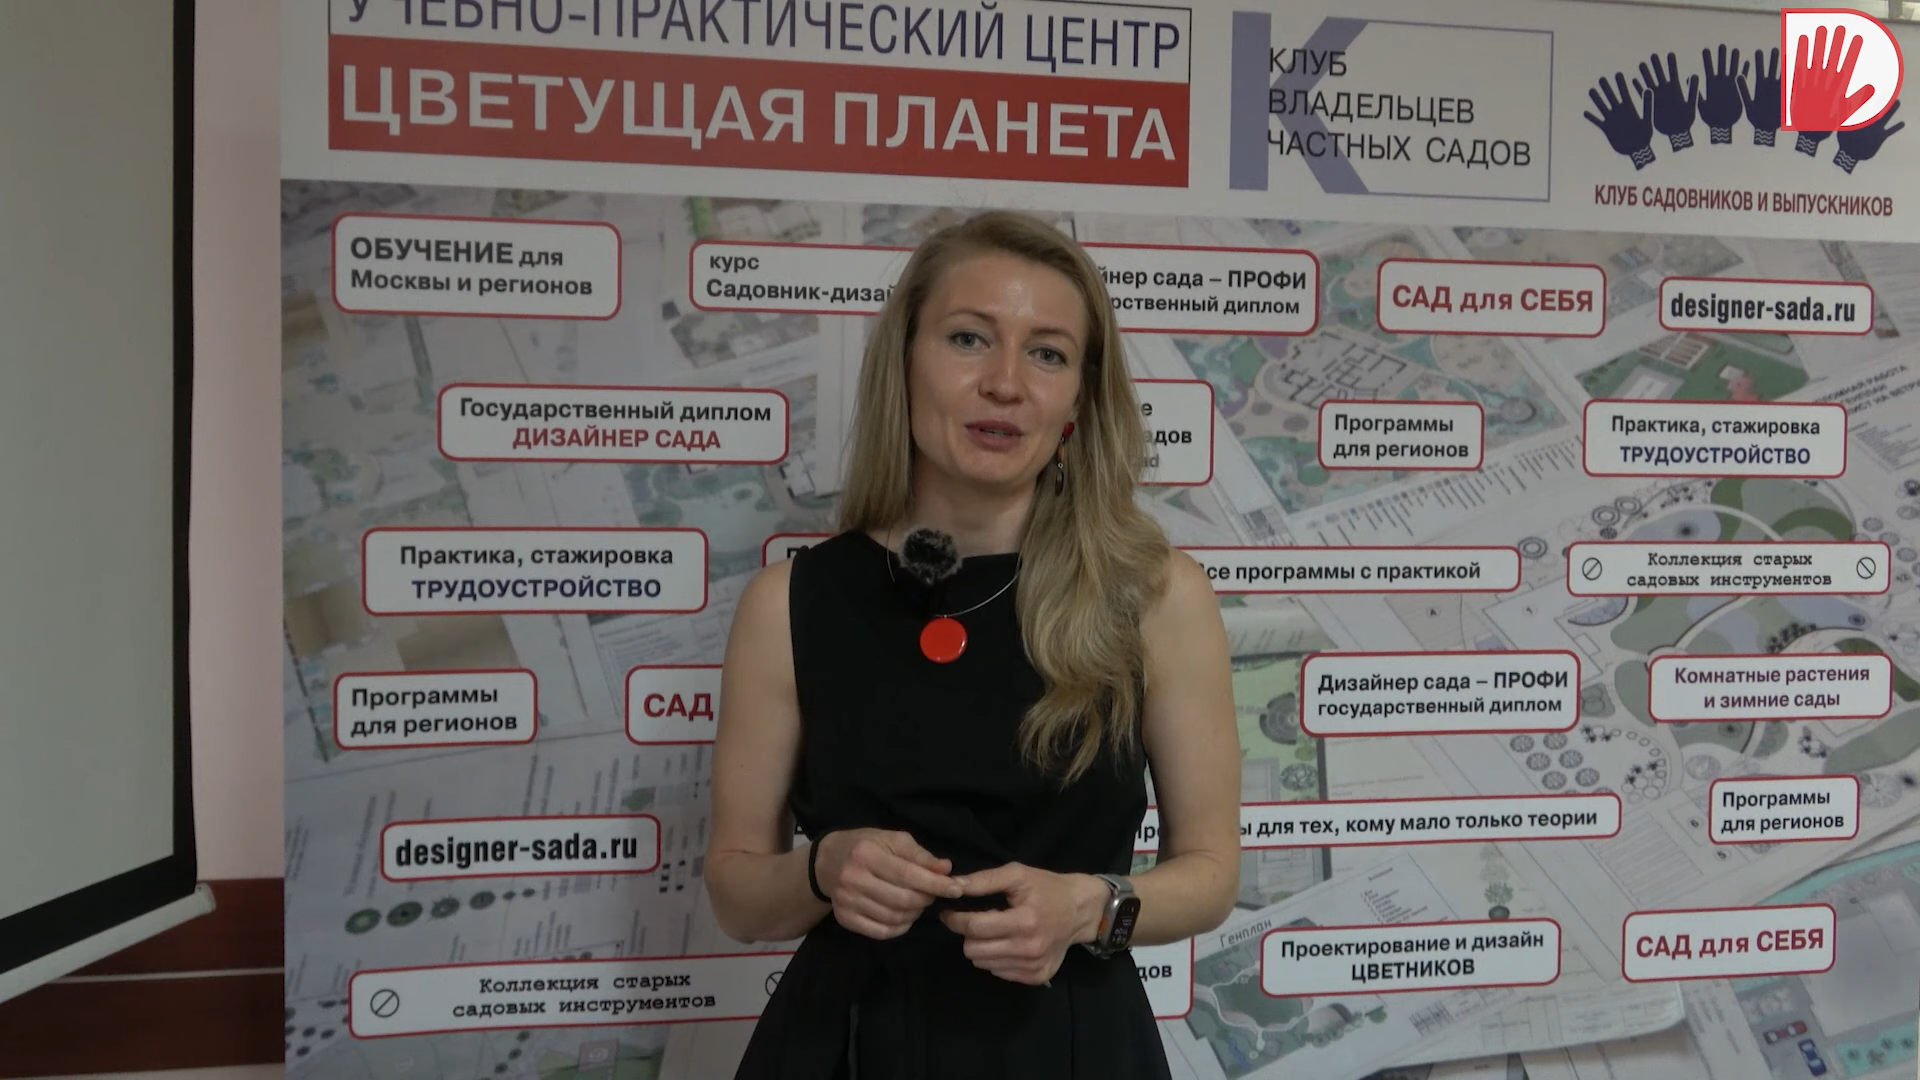 УЧЕБНО-ПРАКТИЧЕСКИЙ ЦЕНТР
ЦВЕТУЩАЯ ПЛАНЕТА
КЛУБ
ВЛАДЕЛЬЦЕВ
ЧАСТНЫХ САДОВ
КЛУБ САДОВНИКОВ И ВЫПУСКНИКОВ
ОБУЧЕНИЕ для
Москвы и регионов
курс
Садовник-дизай
йнер сада – ПРОФИ
рственный диплом
САД для СЕБЯ
designer-sada.ru
Государственный диплом
ДИЗАЙНЕР САДА
е
дов
Программы
для регионов
Практика, стажировка
ТРУДОУСТРОЙСТВО
Практика, стажировка
ТРУДОУСТРОЙСТВО
се программы с практикой
Коллекция старых
садовых инструментов
Программы
для регионов
САД
Дизайнер сада – ПРОФИ
государственный диплом
Комнатные растения
и зимние сады
designer-sada.ru
ы для тех, кому мало только теории
Программы
для регионов
Коллекция старых
садовых инструментов
дов
Генплан
Проектирование и дизайн
ЦВЕТНИКОВ
САД для СЕБЯ